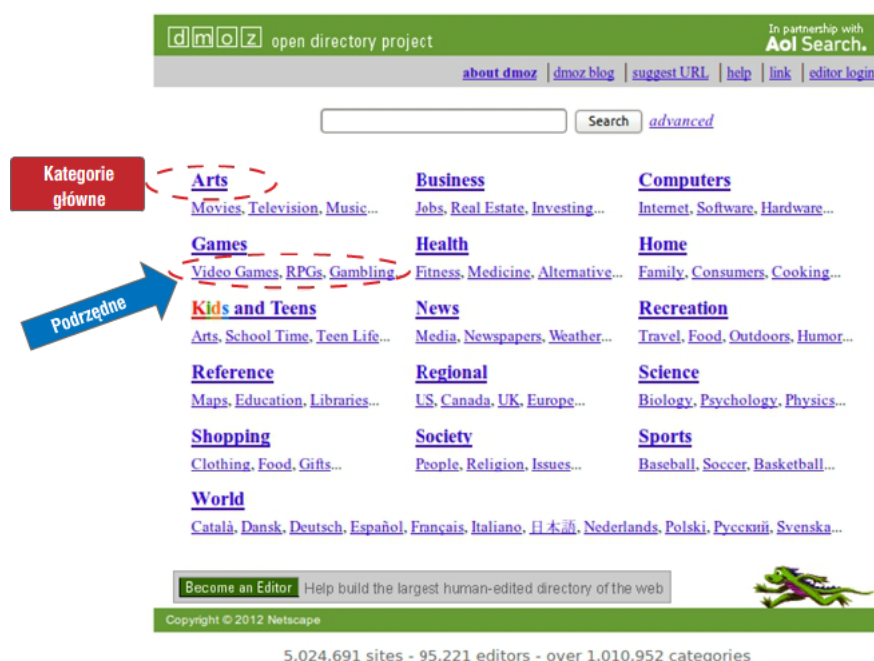 dmoz open directory project
In partnership with
Aol Search.
about dmoz | dmoz blog | suggest URL | help | link | editor login
Search advanced
Kategorie
główne
Arts Business Computers
Movies, Television, Music... Jobs, Real Estate, Investing... Internet, Software, Hardware...
Games Health Home
Video Games, RPGs, Gambling Fitness, Medicine, Alternative... Family, Consumers, Cooking...
Podrzędne
Kids and Teens News Recreation
Arts, School Time, Teen Life... Media, Newspapers, Weather... Travel, Food, Outdoors, Humor...
Reference Regional Science
Maps, Education, Libraries... US, Canada, UK, Europe... Biology, Psychology, Physics...
Shopping Society Sports
Clothing, Food, Gifts... People, Religion, Issues... Baseball, Soccer, Basketball...
World
Català, Dansk, Deutsch, Español, Français, Italiano, 日本語, Nederlands, Polski, Русский, Svenska...
Become an Editor Help build the largest human-edited directory of the web
Copyright © 2012 Netscape
5,024,691 sites - 95,221 editors - over 1,010,952 categories